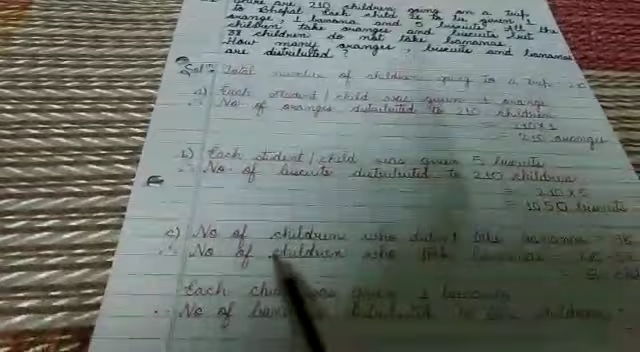 There are 210 children going on a trip
to Bhopal. Each child is to be given 1
orange, 1 banana and 5 biscuits. All the
children take oranges and biscuits but
38 children do not take bananas.
How many oranges, biscuits and bananas
are distributed?
Solⁿ: Total number of children going to a trip
a) Each student/child was given 1 orange
∴ No. of oranges distributed to 210 children
= 210×1
= 210 oranges
b) Each student/child was given 5 biscuits
∴ No. of biscuits distributed to 210 children
= 210×5
= 1050 biscuits
c) No of children who didn't take bananas = 38
∴ No of children who took bananas =
Each child was given 1 banana
∴ No of bananas distributed to children